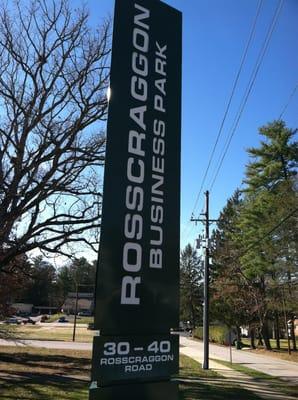 ROSSCRAGGON
BUSINESS PARK
30 - 40
ROSSCRAGGON
ROAD